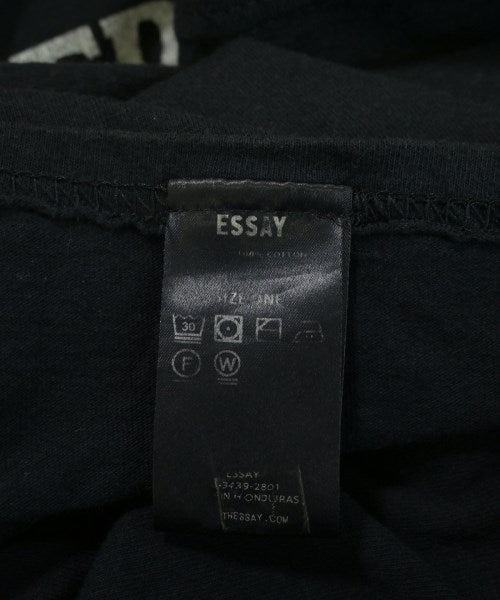 ESSAY
100% COTTON
SIZE ONE
30
F W
ESSAY
-3439-2801
IN HONDURAS
THESSAY.COM